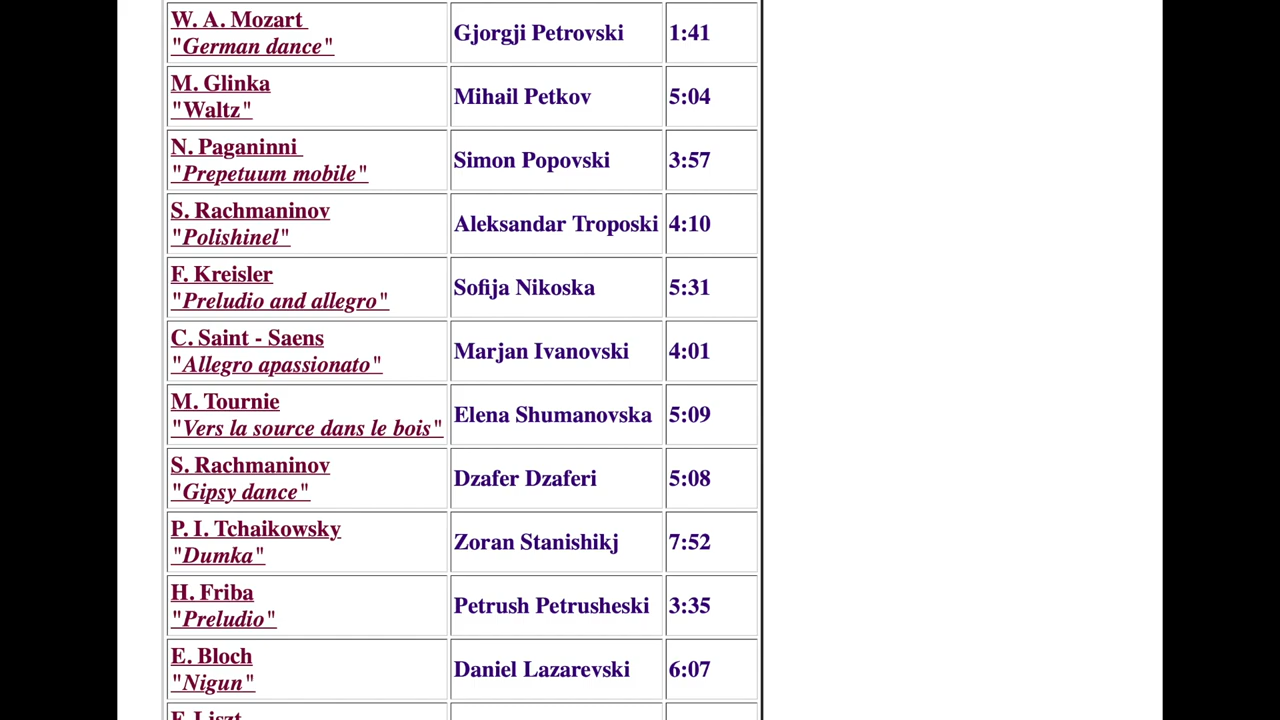 W. A. Mozart
"German dance"
Gjorgji Petrovski
1:41
M. Glinka
"Waltz"
Mihail Petkov
5:04
N. Paganinni
"Prepetuum mobile"
Simon Popovski
3:57
S. Rachmaninov
"Polishinel"
Aleksandar Troposki
4:10
F. Kreisler
"Preludio and allegro"
Sofija Nikoska
5:31
C. Saint - Saens
"Allegro apassionato"
Marjan Ivanovski
4:01
M. Tournie
"Vers la source dans le bois"
Elena Shumanovska
5:09
S. Rachmaninov
"Gipsy dance"
Dzafer Dzaferi
5:08
P. I. Tchaikowsky
"Dumka"
Zoran Stanishikj
7:52
H. Friba
"Preludio"
Petrush Petrusheski
3:35
E. Bloch
"Nigun"
Daniel Lazarevski
6:07
F. Liszt